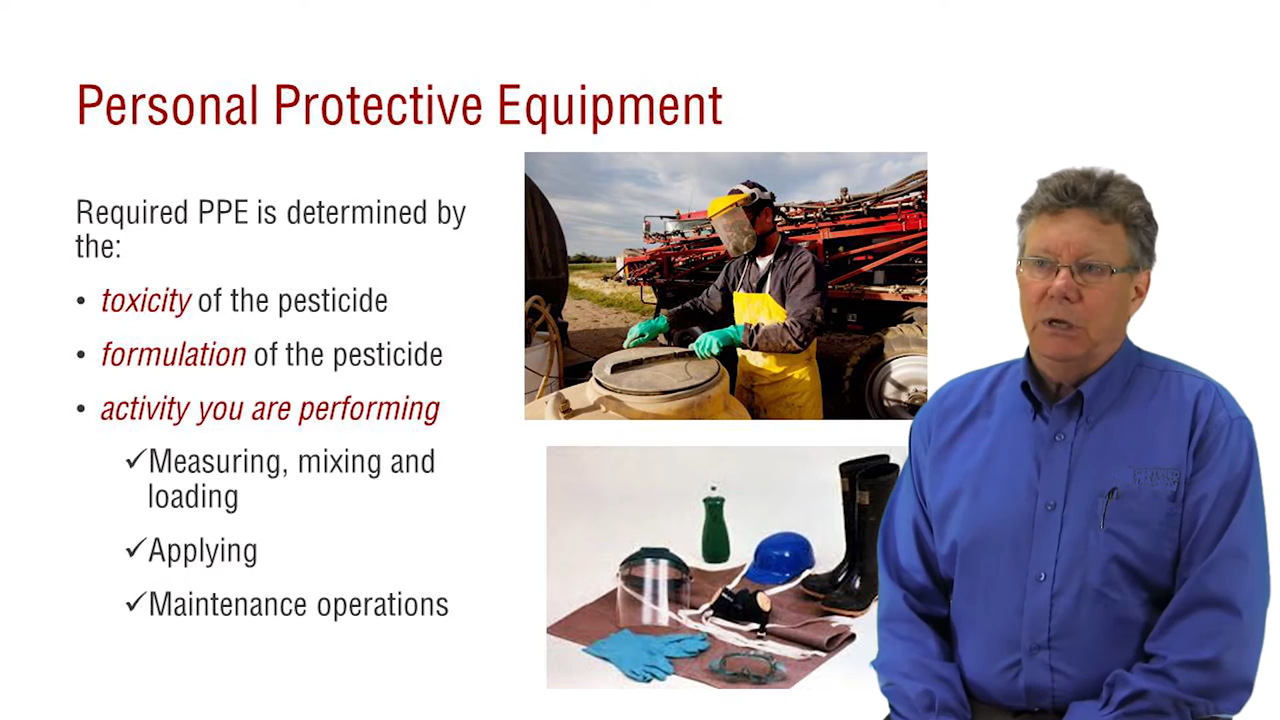 Personal Protective Equipment
Required PPE is determined by
the:
• toxicity of the pesticide
• formulation of the pesticide
• activity you are performing
✓Measuring, mixing and
loading
✓Applying
✓Maintenance operations